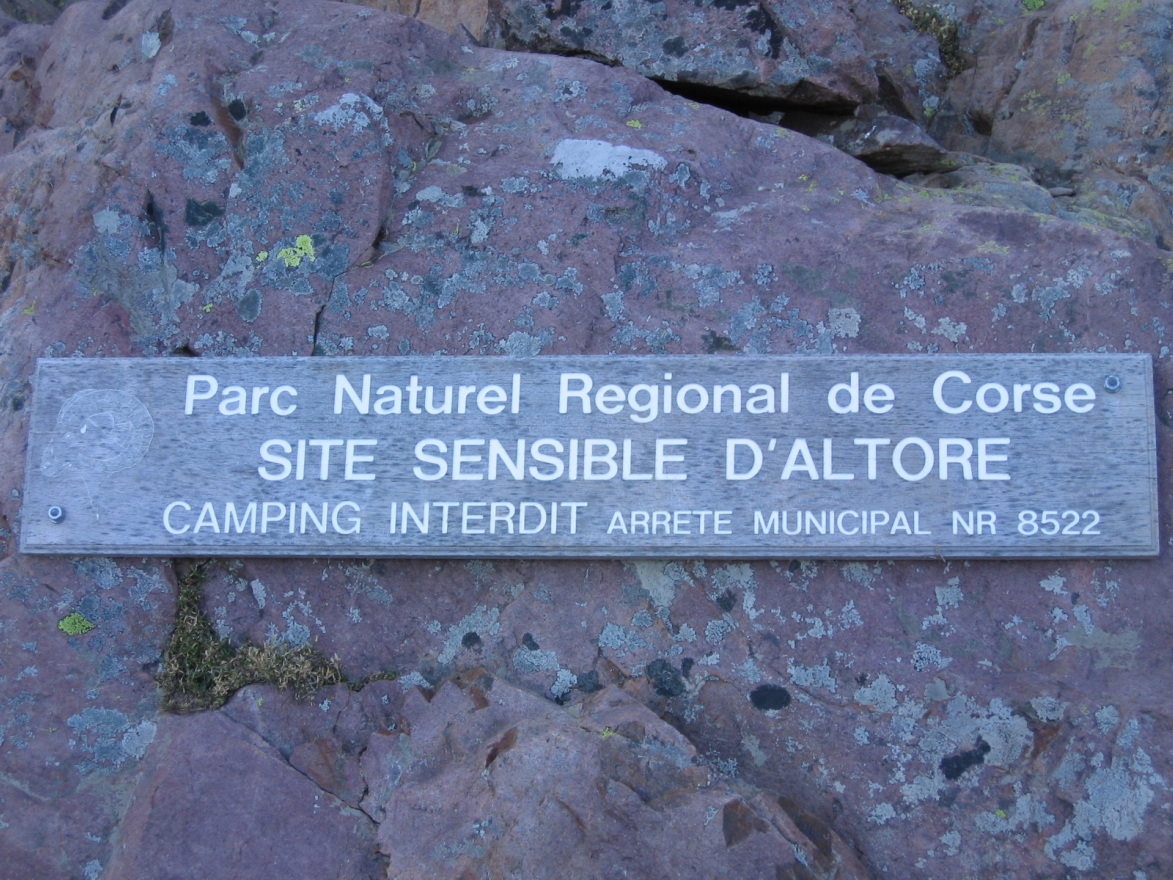 Parc Naturel Regional de Corse
SITE SENSIBLE D'ALTORE
CAMPING INTERDIT ARRETE MUNICIPAL NR 8522